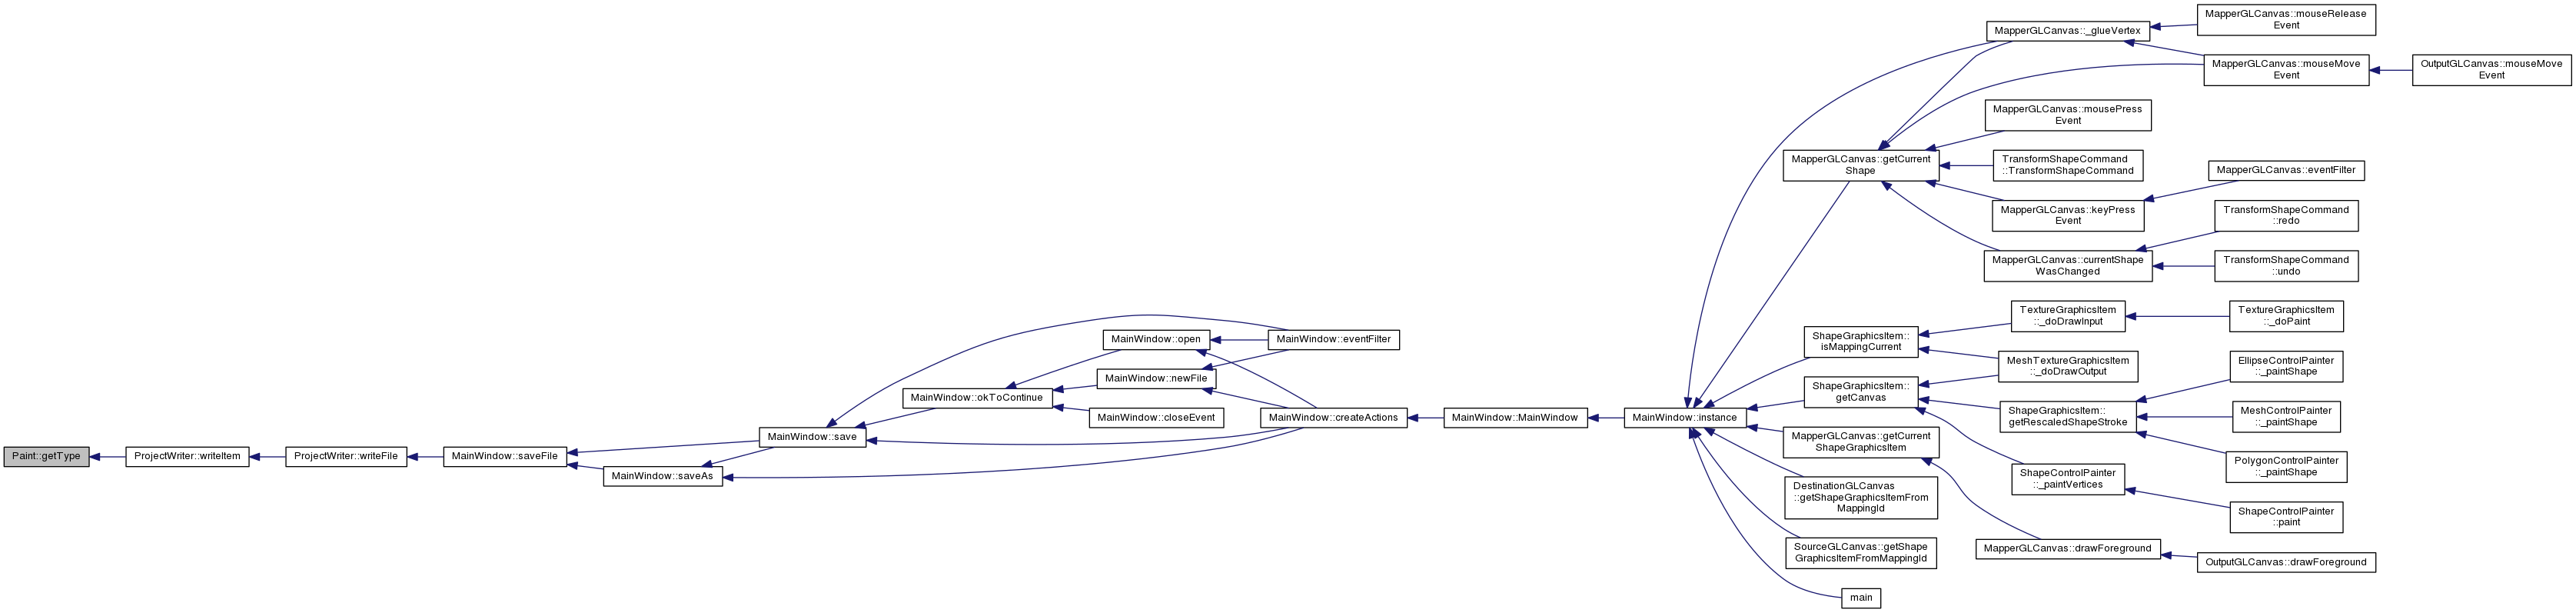 Paint::getType
ProjectWriter::writeItem
ProjectWriter::writeFile
MainWindow::saveFile
MainWindow::save
MainWindow::saveAs
MainWindow::okToContinue
MainWindow::open
MainWindow::newFile
MainWindow::closeEvent
MainWindow::eventFilter
MainWindow::createActions
MainWindow::MainWindow
MainWindow::instance
MapperGLCanvas::_glueVertex
MapperGLCanvas::mouseRelease
Event
MapperGLCanvas::mouseMove
Event
OutputGLCanvas::mouseMove
Event
MapperGLCanvas::getCurrent
Shape
MapperGLCanvas::mousePress
Event
TransformShapeCommand
::TransformShapeCommand
MapperGLCanvas::keyPress
Event
MapperGLCanvas::eventFilter
MapperGLCanvas::currentShape
WasChanged
TransformShapeCommand
::redo
TransformShapeCommand
::undo
ShapeGraphicsItem::
isMappingCurrent
TextureGraphicsItem
::_doDrawInput
TextureGraphicsItem
::_doPaint
MeshTextureGraphicsItem
::_doDrawOutput
ShapeGraphicsItem::
getCanvas
ShapeGraphicsItem::
getRescaledShapeStroke
EllipseControlPainter
::_paintShape
MeshControlPainter
::_paintShape
PolygonControlPainter
::_paintShape
ShapeControlPainter
::_paintVertices
ShapeControlPainter
::paint
MapperGLCanvas::getCurrent
ShapeGraphicsItem
MapperGLCanvas::drawForeground
OutputGLCanvas::drawForeground
DestinationGLCanvas
::getShapeGraphicsItemFrom
MappingId
SourceGLCanvas::getShape
GraphicsItemFromMappingId
main